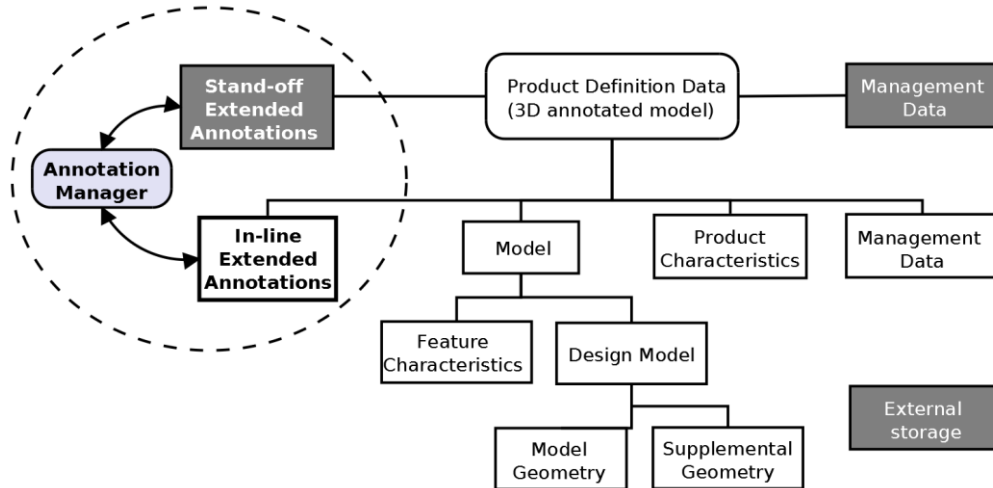 Stand-off
Extended
Annotations
Product Definition Data
(3D annotated model)
Management
Data
Annotation
Manager
In-line
Extended
Annotations
Model
Product
Characteristics
Management
Data
Feature
Characteristics
Design Model
External
storage
Model
Geometry
Supplemental
Geometry